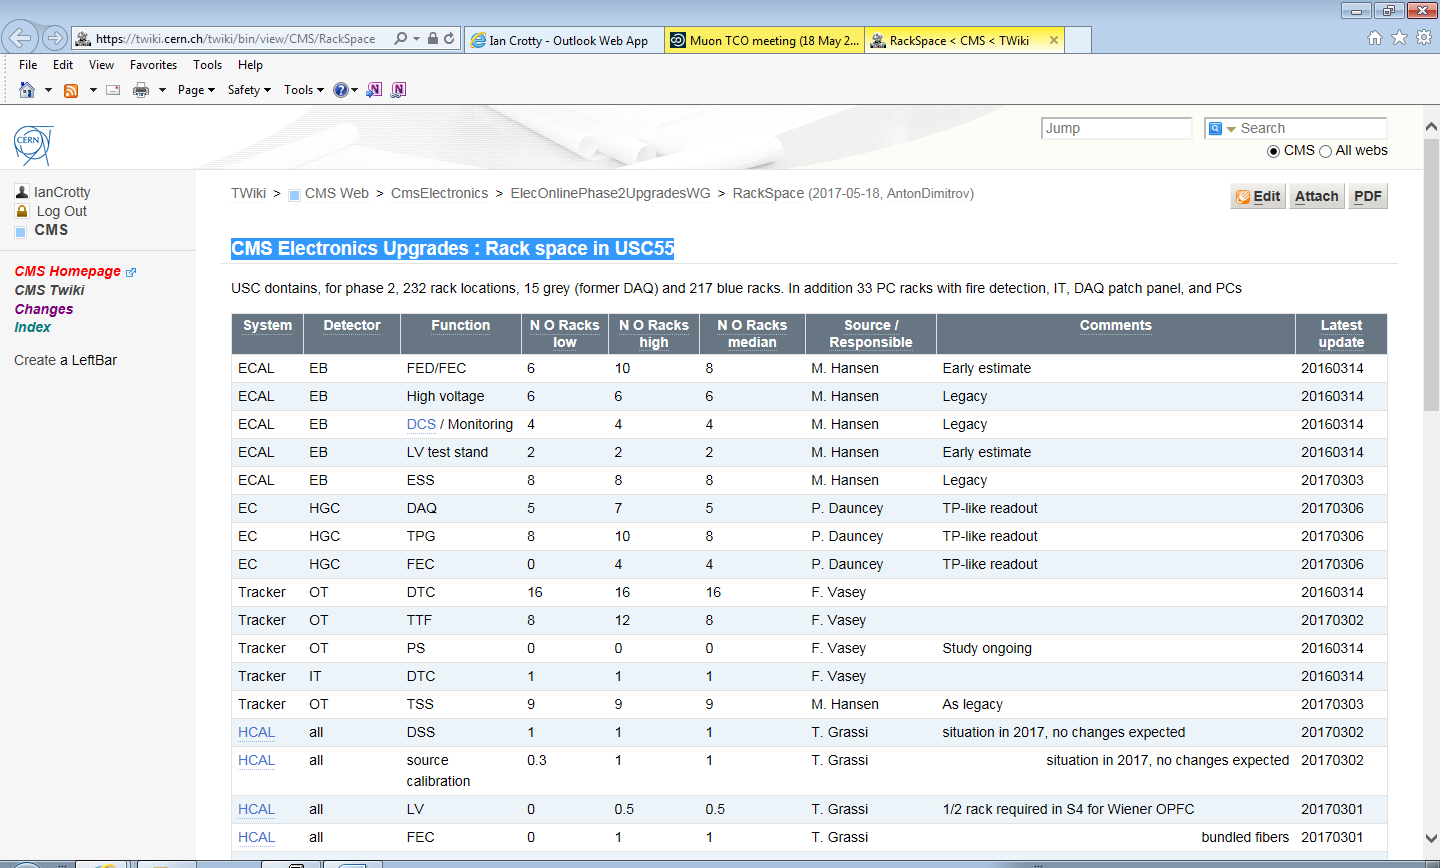 https://twiki.cern.ch/twiki/bin/view/CMS/RackSpace
Ian Crotty - Outlook Web App
Muon TCO meeting (18 May 2...
RackSpace < CMS < TWiki
File Edit View Favorites Tools Help
Page Safety Tools
CERN
Jump
Search
CMS All webs
IanCrotty
Log Out
CMS
CMS Homepage
CMS Twiki
Changes
Index
Create a LeftBar
TWiki > CMS Web > CmsElectronics > ElecOnlinePhase2UpgradesWG > RackSpace (2017-05-18, AntonDimitrov)
Edit Attach PDF
CMS Electronics Upgrades : Rack space in USC55
USC dontains, for phase 2, 232 rack locations, 15 grey (former DAQ) and 217 blue racks. In addition 33 PC racks with fire detection, IT, DAQ patch panel, and PCs
System Detector Function N O Racks low N O Racks high N O Racks median Source / Responsible Comments Latest update
ECAL EB FED/FEC 6 10 8 M. Hansen Early estimate 20160314
ECAL EB High voltage 6 6 6 M. Hansen Legacy 20160314
ECAL EB DCS / Monitoring 4 4 4 M. Hansen Legacy 20160314
ECAL EB LV test stand 2 2 2 M. Hansen Early estimate 20160314
ECAL EB ESS 8 8 8 M. Hansen Legacy 20170303
EC HGC DAQ 5 7 5 P. Dauncey TP-like readout 20170306
EC HGC TPG 8 10 8 P. Dauncey TP-like readout 20170306
EC HGC FEC 0 4 4 P. Dauncey TP-like readout 20170306
Tracker OT DTC 16 16 16 F. Vasey 20160314
Tracker OT TTF 8 12 8 F. Vasey 20170302
Tracker OT PS 0 0 0 F. Vasey Study ongoing 20160314
Tracker IT DTC 1 1 1 F. Vasey 20160314
Tracker OT TSS 9 9 9 M. Hansen As legacy 20170303
HCAL all DSS 1 1 1 T. Grassi situation in 2017, no changes expected 20170302
HCAL all source calibration 0.3 1 1 T. Grassi situation in 2017, no changes expected 20170302
HCAL all LV 0 0.5 0.5 T. Grassi 1/2 rack required in S4 for Wiener OPFC 20170301
HCAL all FEC 0 1 1 T. Grassi bundled fibers 20170301